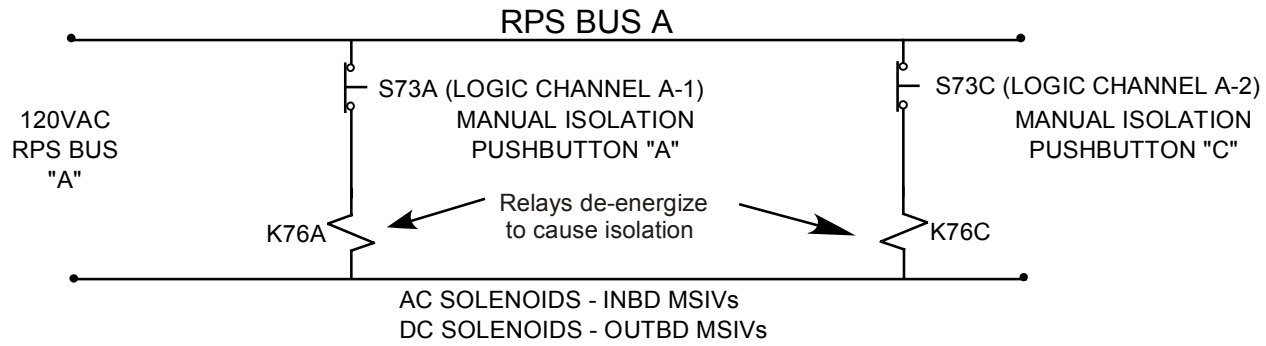 RPS BUS A
120VAC
RPS BUS
"A"
S73A (LOGIC CHANNEL A-1)
MANUAL ISOLATION
PUSHBUTTON "A"
S73C (LOGIC CHANNEL A-2)
MANUAL ISOLATION
PUSHBUTTON "C"
K76A
Relays de-energize
to cause isolation
K76C
AC SOLENOIDS - INBD MSIVs
DC SOLENOIDS - OUTBD MSIVs